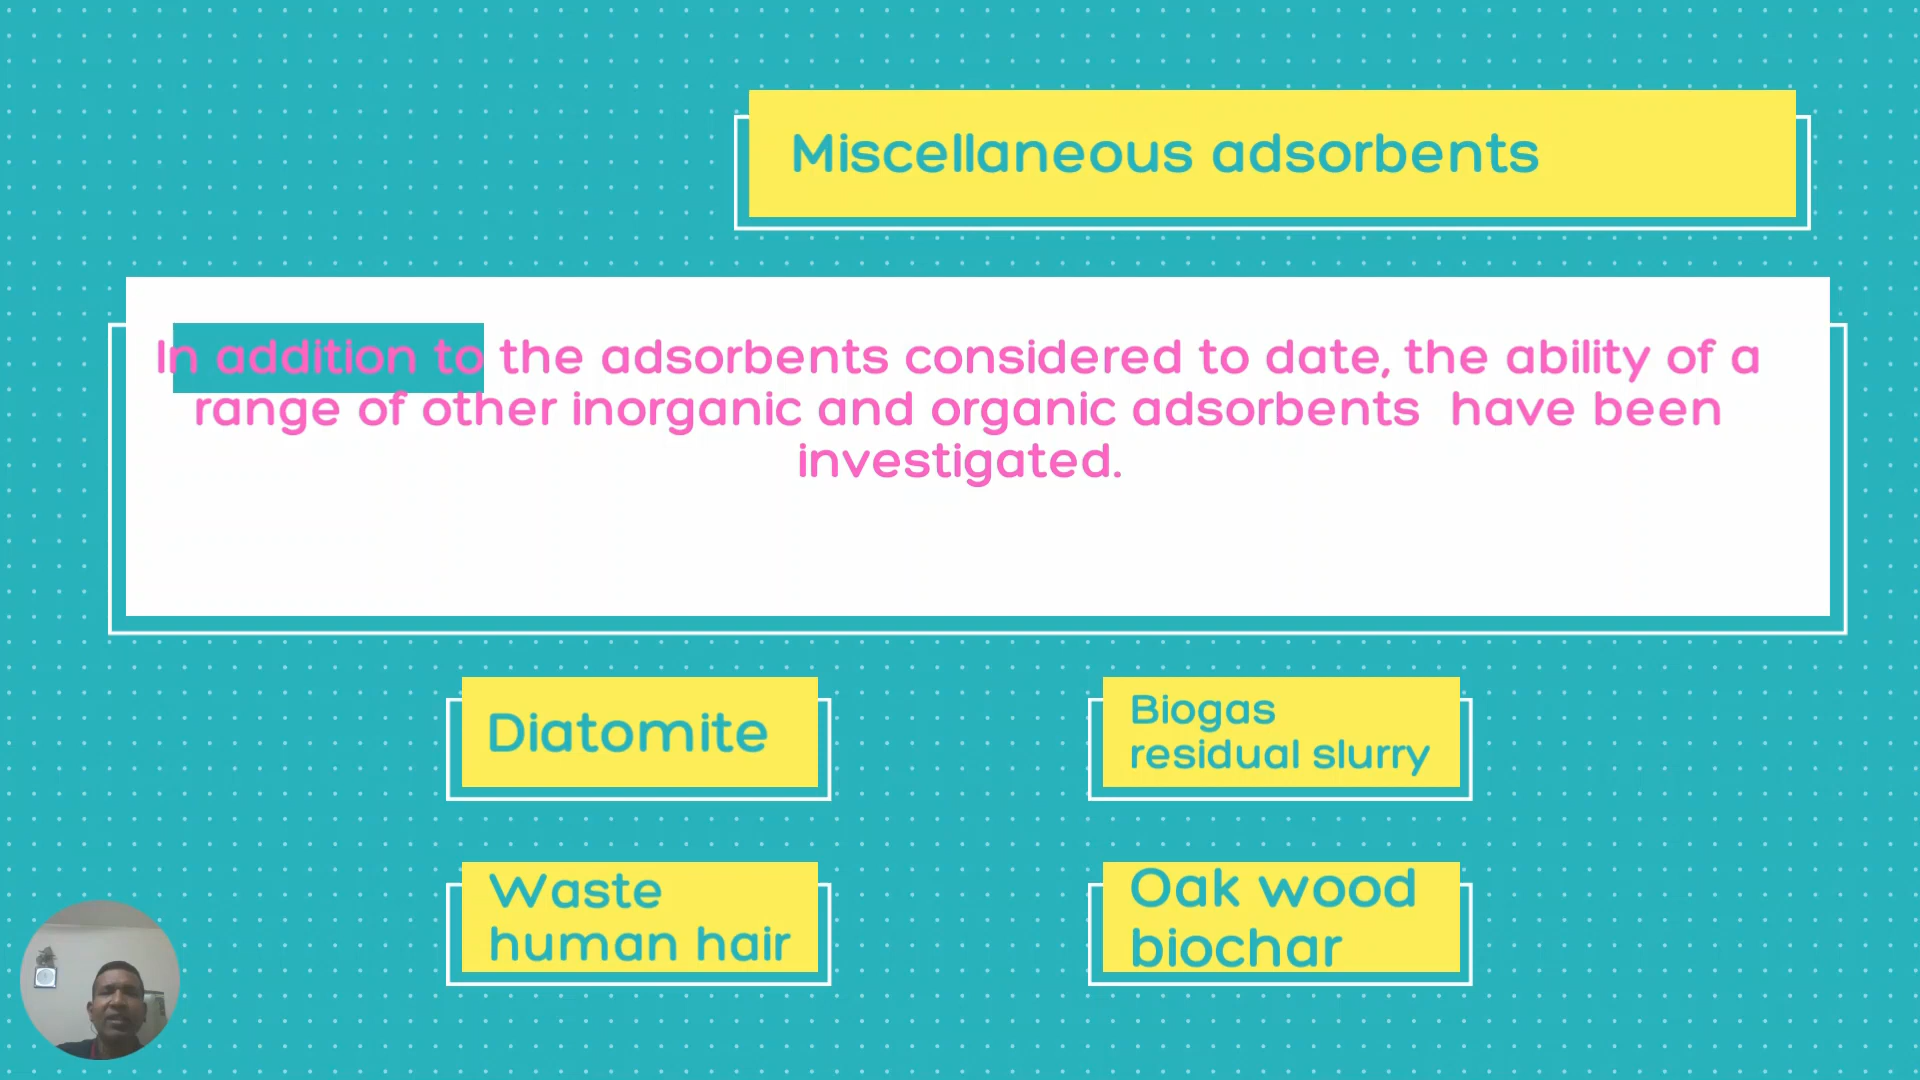 Miscellaneous adsorbents
In addition to the adsorbents considered to date, the ability of a
range of other inorganic and organic adsorbents  have been
investigated.
Diatomite
Biogas
residual slurry
Waste
human hair
Oak wood
biochar